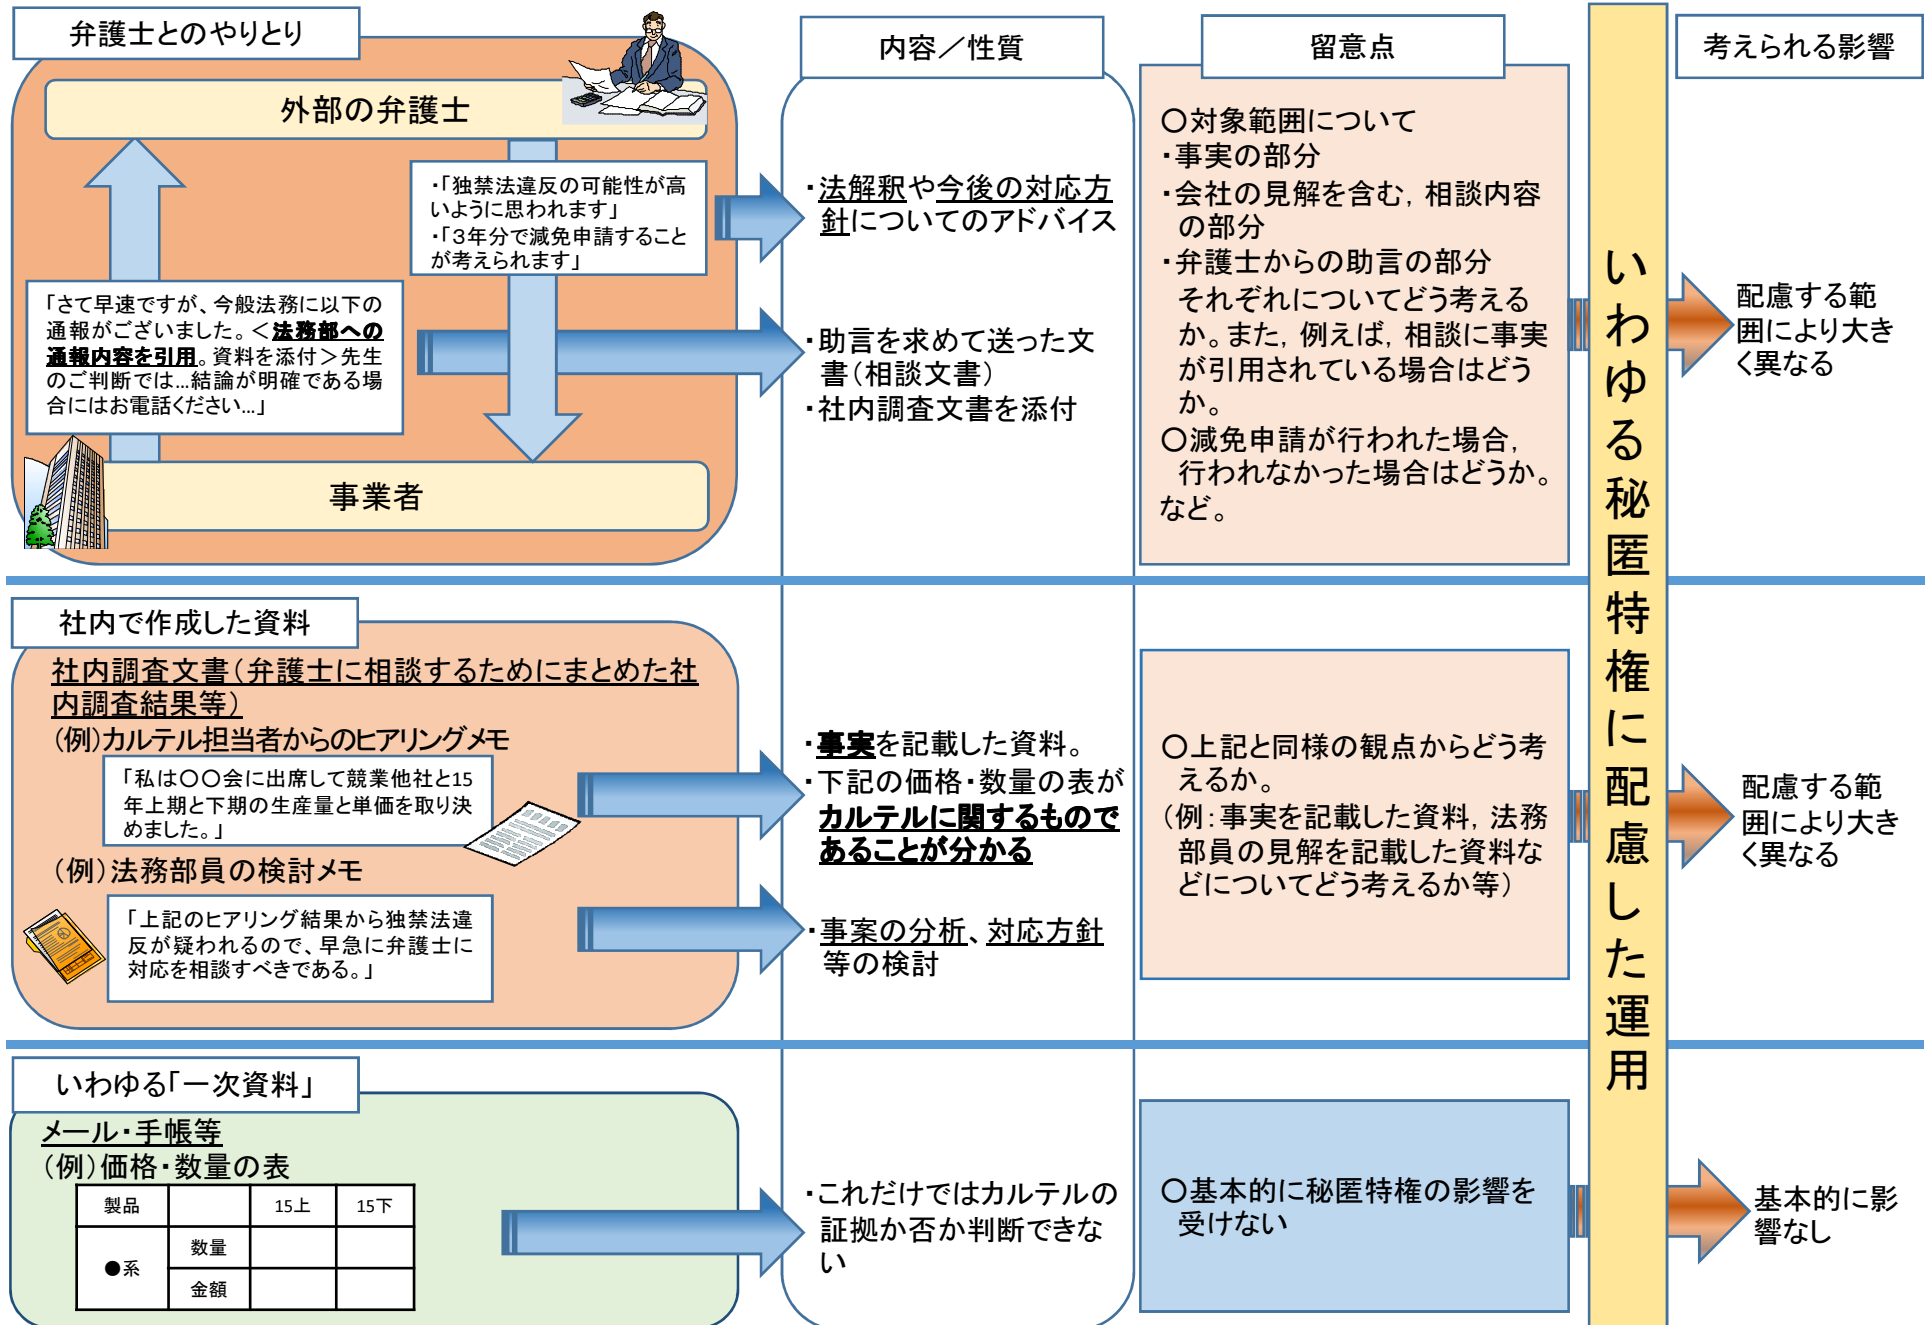 弁護士とのやりとり
内容／性質
留意点
考えられる影響
外部の弁護士
・「独禁法違反の可能性が高
いように思われます」
・「３年分で減免申請すること
が考えられます」
「さて早速ですが、今般法務に以下の
通報がございました。＜法務部への
通報内容を引用。資料を添付＞先生
のご判断では…結論が明確である場
合にはお電話ください…」
事業者
・法解釈や今後の対応方
針についてのアドバイス
・助言を求めて送った文
書（相談文書）
・社内調査文書を添付
○対象範囲について
・事実の部分
・会社の見解を含む，相談内容
の部分
・弁護士からの助言の部分
それぞれについてどう考える
か。また，例えば，相談に事実
が引用されている場合はどう
か。
○減免申請が行われた場合，
行われなかった場合はどうか。
など。
いわゆる秘匿特権に配慮した運用
配慮する範
囲により大き
く異なる
社内で作成した資料
社内調査文書（弁護士に相談するためにまとめた社
内調査結果等）
（例）カルテル担当者からのヒアリングメモ
「私は○○会に出席して競業他社と15
年上期と下期の生産量と単価を取り決
めました。」
（例）法務部員の検討メモ
「上記のヒアリング結果から独禁法違
反が疑われるので、早急に弁護士に
対応を相談すべきである。」
・事実を記載した資料。
・下記の価格・数量の表が
カルテルに関するもので
あることが分かる
・事案の分析、対応方針
等の検討
○上記と同様の観点からどう考
えるか。
（例：事実を記載した資料，法務
部員の見解を記載した資料な
どについてどう考えるか等）
配慮する範
囲により大き
く異なる
いわゆる「一次資料」
メール・手帳等
（例）価格・数量の表
製品 15上 15下
●系 数量
金額
・これだけではカルテルの
証拠か否か判断できな
い
○基本的に秘匿特権の影響を
受けない
基本的に影
響なし